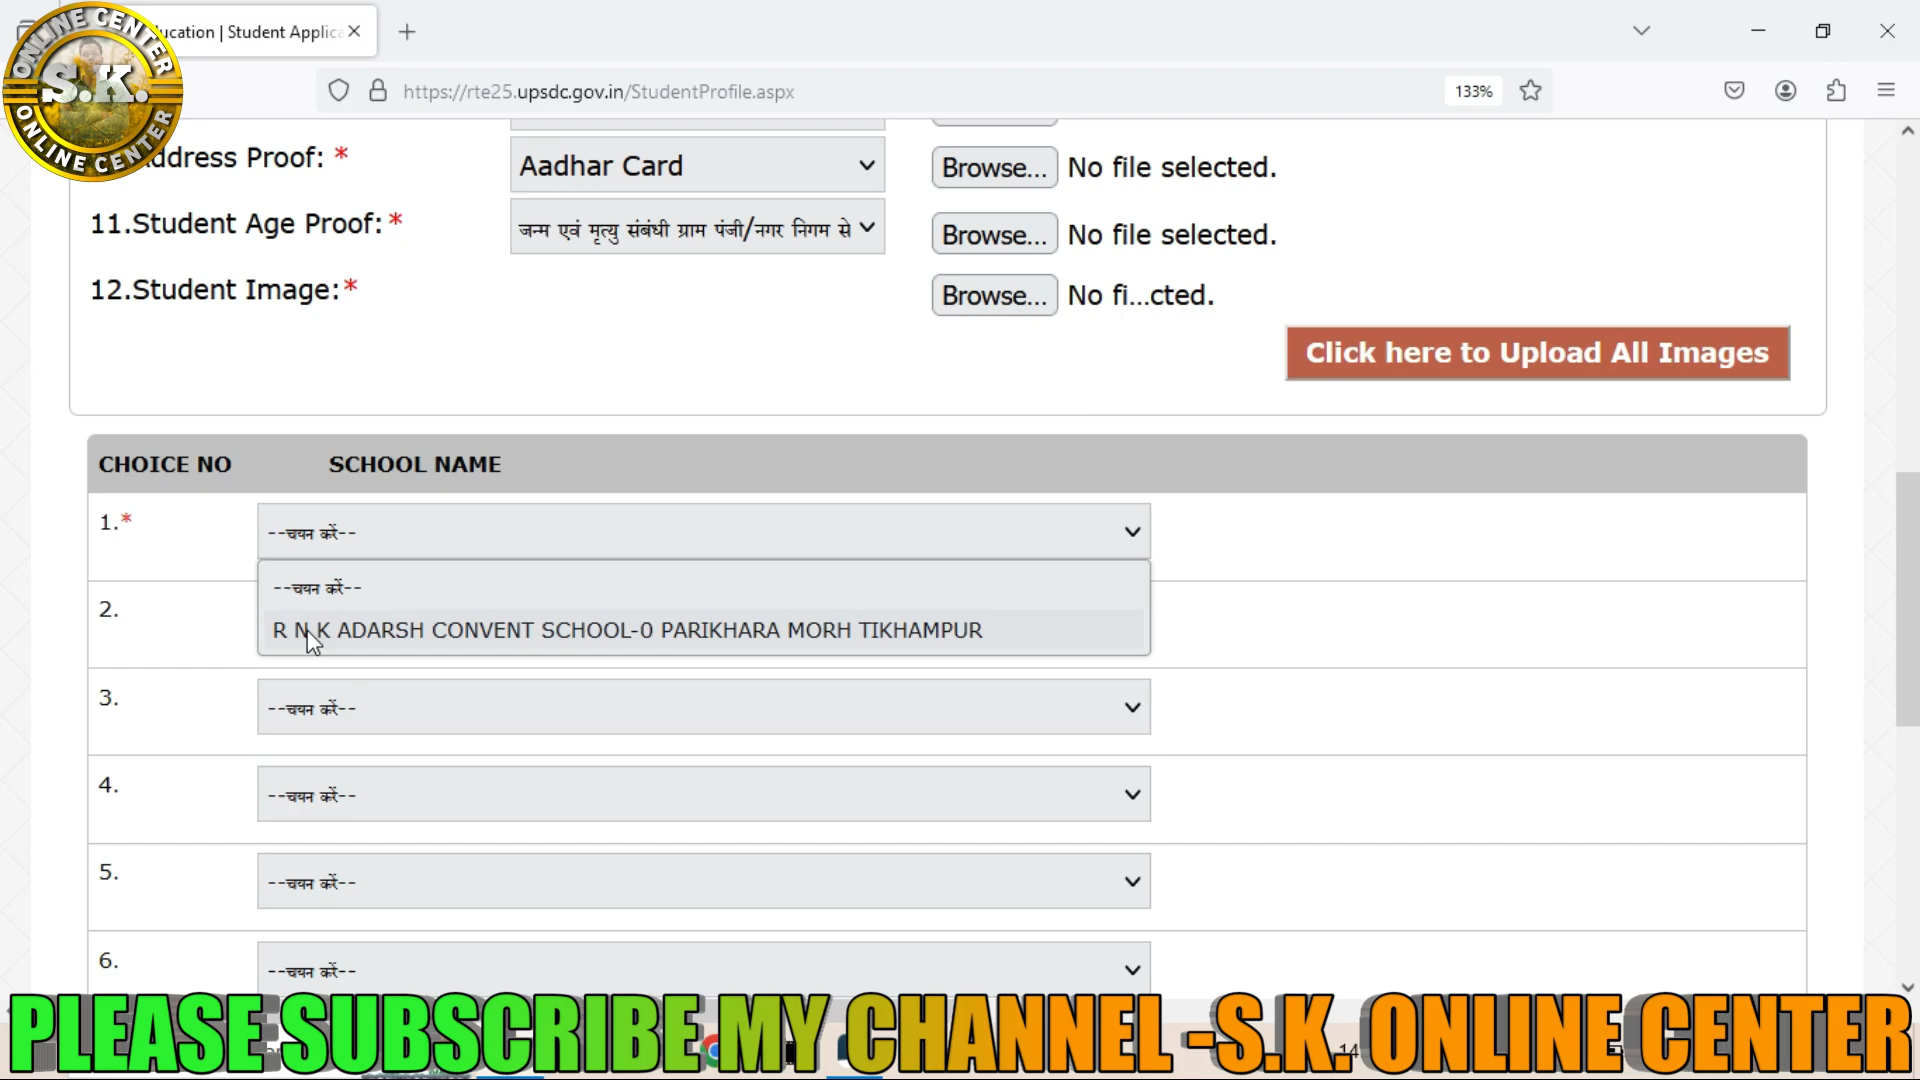 ONLINE CENTER
S.K.
ONLINE CENTER
ucation | Student Applica
https://rte25.upsdc.gov.in/StudentProfile.aspx
133%
ddress Proof: *
Aadhar Card
Browse... No file selected.
11.Student Age Proof:*
जन्म एवं मृत्यु संबंधी ग्राम पंजी/नगर निगम से
Browse... No file selected.
12.Student Image:*
Browse... No fi...cted.
Click here to Upload All Images
CHOICE NO SCHOOL NAME
1.* --चयन करें--
--चयन करें--
2.
R N K ADARSH CONVENT SCHOOL-0 PARIKHARA MORH TIKHAMPUR
3. --चयन करें--
4. --चयन करें--
5. --चयन करें--
6. --चयन करें--
PLEASE SUBSCRIBE MY CHANNEL -S.K. ONLINE CENTER